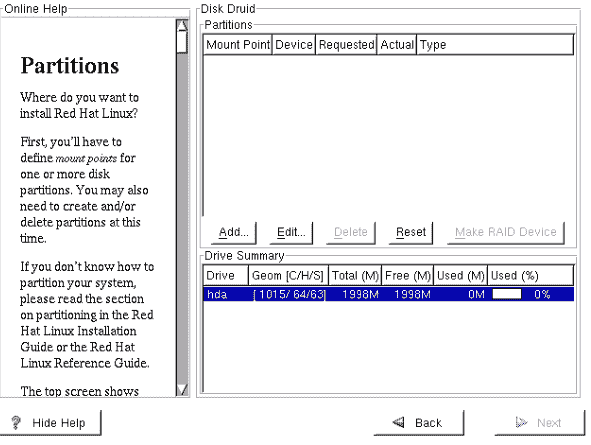 Online Help
Partitions
Where do you want to
install Red Hat Linux?
First, you'll have to
define mount points for
one or more disk
partitions. You may also
need to create and/or
delete partitions at this
time.
If you don't know how to
partition your system,
please read the section
on partitioning in the Red
Hat Linux Installation
Guide or the Red Hat
Linux Reference Guide.
The top screen shows
Disk Druid
Partitions
Mount Point Device Requested Actual Type
Add... Edit... Delete Reset Make RAID Device
Drive Summary
Drive Geom [C/H/S] Total (M) Free (M) Used (M) Used (%)
hda [ 1015/ 64/63] 1998M 1998M 0M 0%
Hide Help Back Next